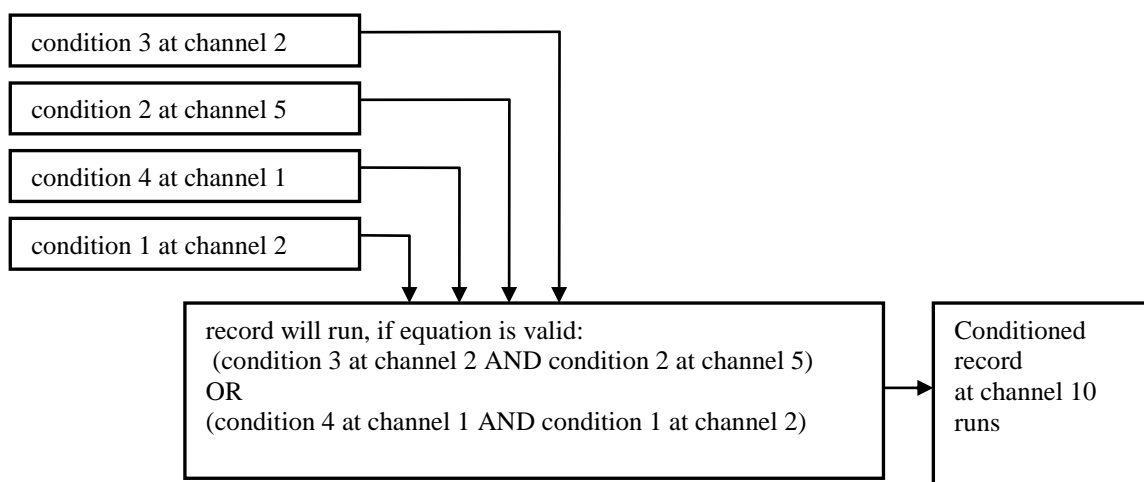 condition 3 at channel 2
condition 2 at channel 5
condition 4 at channel 1
condition 1 at channel 2
record will run, if equation is valid:
(condition 3 at channel 2 AND condition 2 at channel 5)
OR
(condition 4 at channel 1 AND condition 1 at channel 2)
Conditioned
record
at channel 10
runs